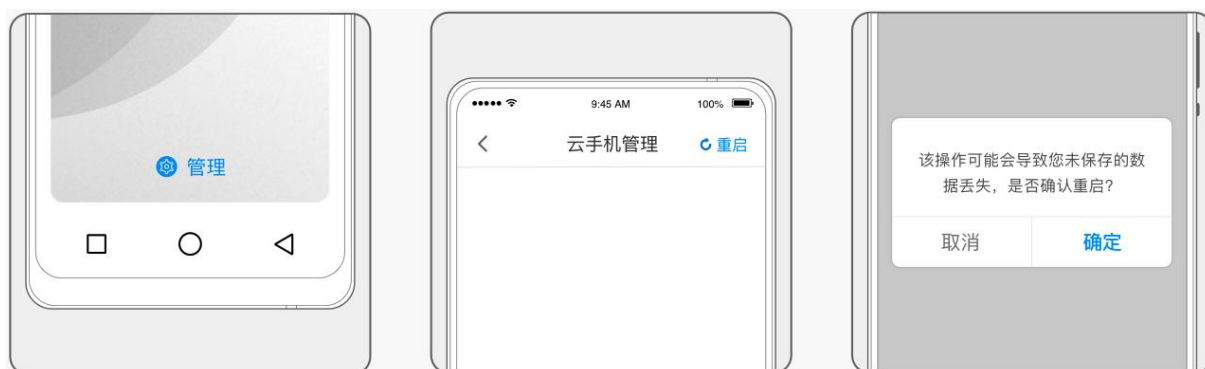 管理
9:45 AM
100%
云手机管理
重启
该操作可能会导致您未保存的数
据丢失，是否确认重启？
取消
确定